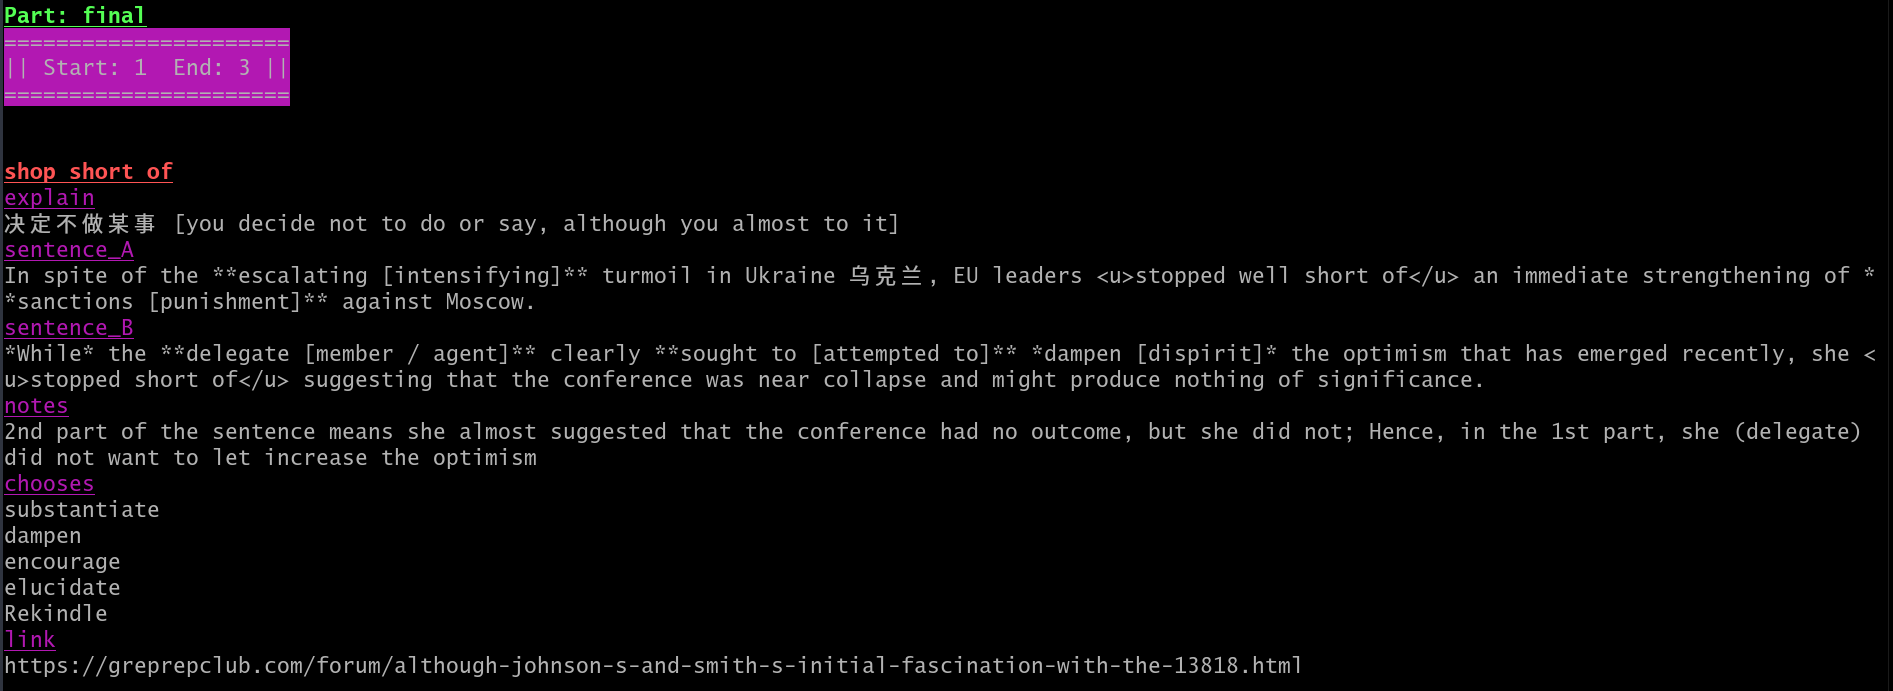 Part: final
======================
|| Start: 1  End: 3 ||
======================
shop short of
explain
决定不做某事 [you decide not to do or say, although you almost to it]
sentence_A
In spite of the **escalating [intensifying]** turmoil in Ukraine 乌克兰, EU leaders <u>stopped well short of</u> an immediate strengthening of *
*sanctions [punishment]** against Moscow.
sentence_B
*While* the **delegate [member / agent]** clearly **sought to [attempted to]** *dampen [dispirit]* the optimism that has emerged recently, she <
u>stopped short of</u> suggesting that the conference was near collapse and might produce nothing of significance.
notes
2nd part of the sentence means she almost suggested that the conference had no outcome, but she did not; Hence, in the 1st part, she (delegate)
did not want to let increase the optimism
chooses
substantiate
dampen
encourage
elucidate
Rekindle
link
https://greprepclub.com/forum/although-johnson-s-and-smith-s-initial-fascination-with-the-13818.html